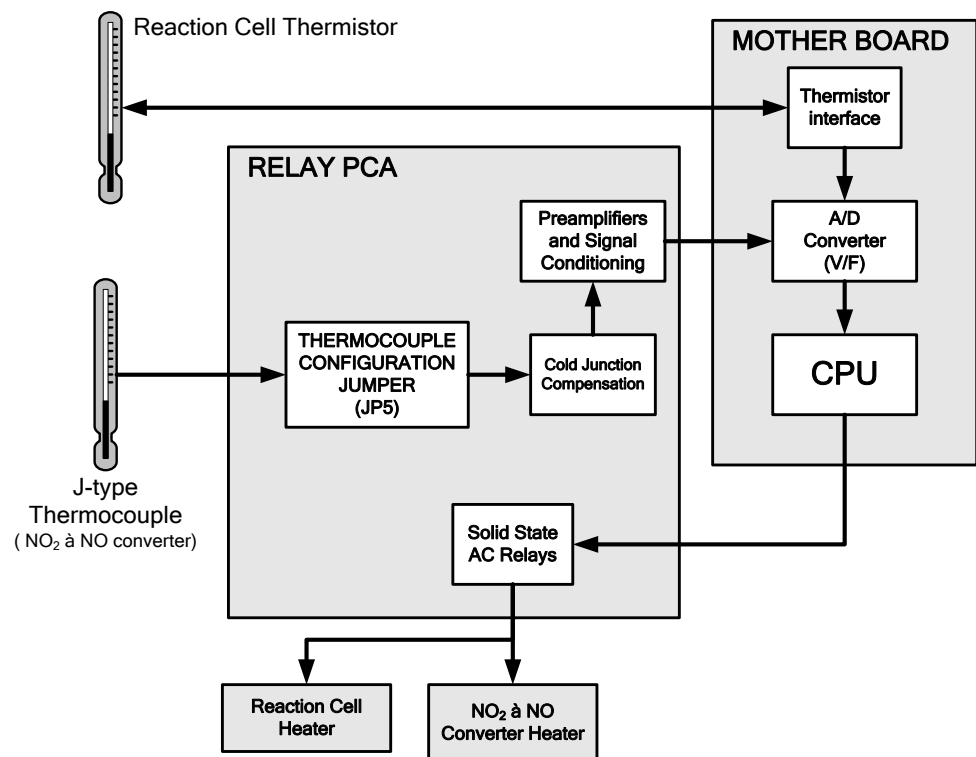 Reaction Cell Thermistor
MOTHER BOARD
Thermistor
interface
RELAY PCA
Preamplifiers
and Signal
Conditioning
A/D
Converter
(V/F)
THERMOCOUPLE
CONFIGURATION
JUMPER
(JP5)
Cold Junction
Compensation
CPU
J-type
Thermocouple
( NO₂ à NO converter)
Solid State
AC Relays
Reaction Cell
Heater
NO₂ à NO
Converter Heater